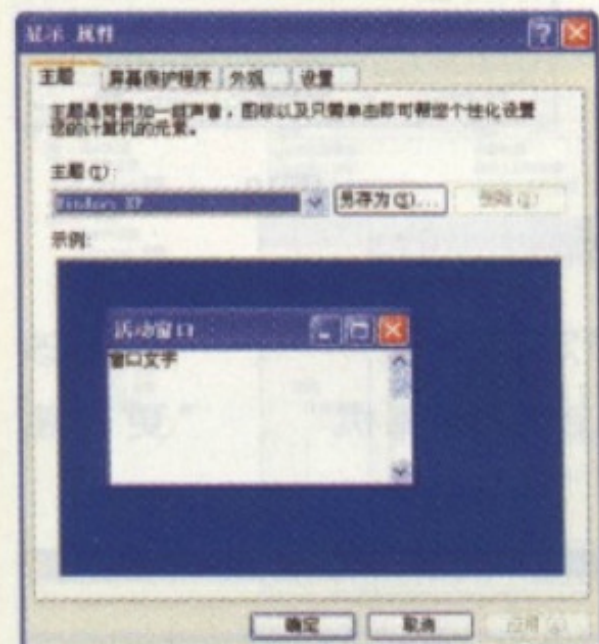 显示 属性
主题 屏幕保护程序 外观 设置
主题是背景加一组声音，图标以及只需单击即可帮您个性化设置
您的计算机的元素。
主题(T):
Windows XP 另存为(V)... 删除(D)
示例:
活动窗口
窗口文字
确定 取消 应用(A)